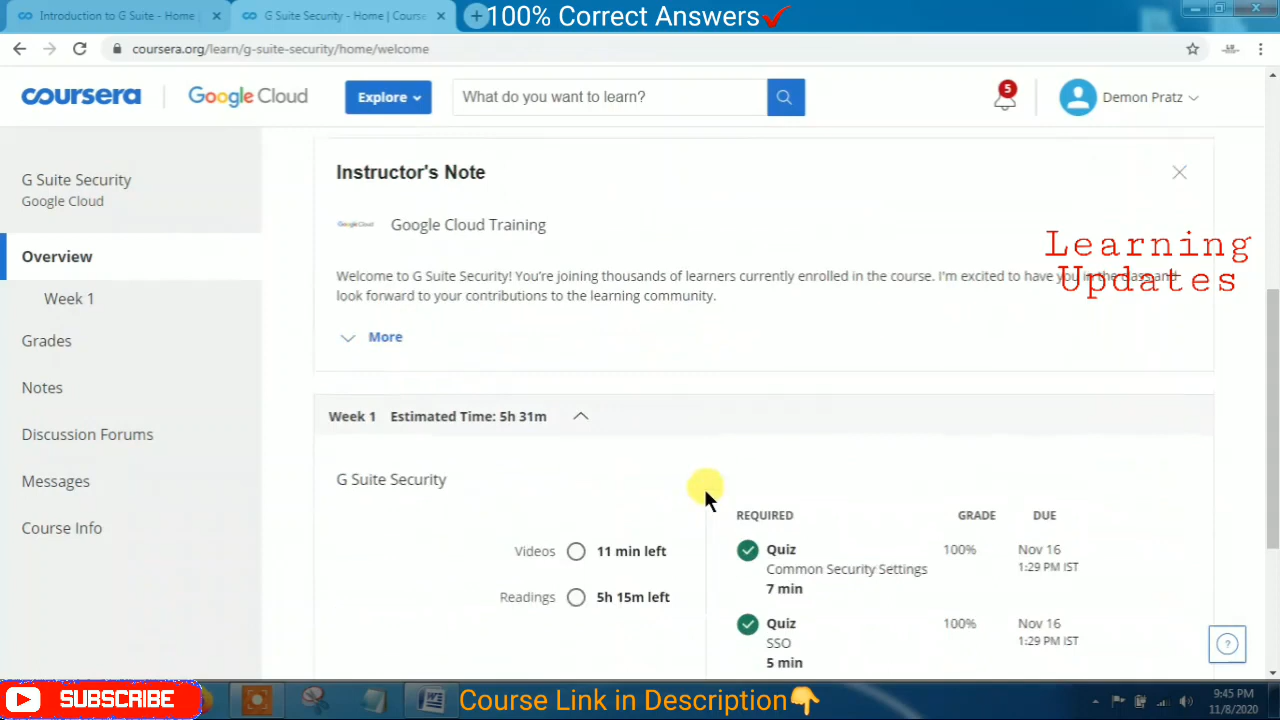 Introduction to G Suite - Home
G Suite Security - Home | Course
100% Correct Answers
coursera.org/learn/g-suite-security/home/welcome
coursera
Google Cloud
Explore
What do you want to learn?
5
Demon Pratz
G Suite Security
Google Cloud
Overview
Week 1
Grades
Notes
Discussion Forums
Messages
Course Info
Instructor's Note
Google Cloud
Google Cloud Training
Learning
Updates
Welcome to G Suite Security! You're joining thousands of learners currently enrolled in the course. I'm excited to have you in the class and
look forward to your contributions to the learning community.
More
Week 1 Estimated Time: 5h 31m
G Suite Security
Videos 11 min left
Readings 5h 15m left
REQUIRED GRADE DUE
Quiz 100% Nov 16
Common Security Settings 1:29 PM IST
7 min
Quiz 100% Nov 16
SSO 1:29 PM IST
5 min
?
SUBSCRIBE
Course Link in Description
9:45 PM
11/8/2020